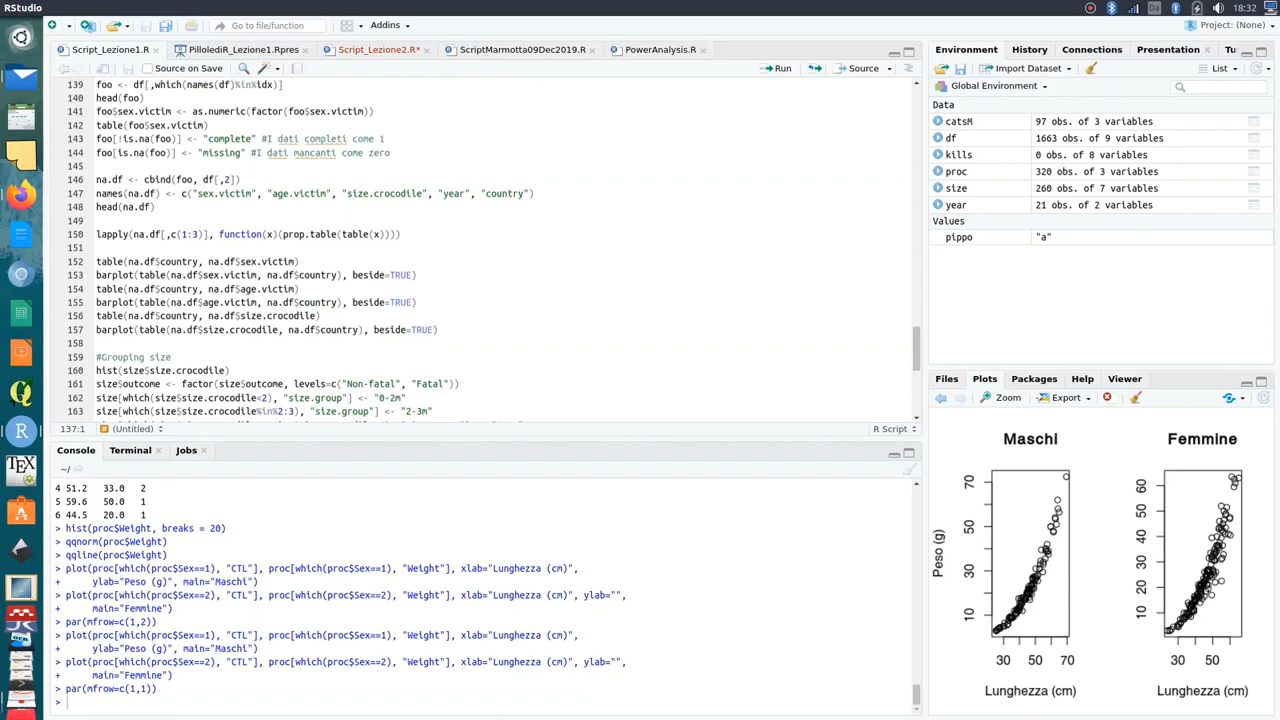 RStudio
18:32
Go to file/function
Addins
Project: (None)
Script_Lezione1.R
PilllolediR_Lezione1.Rpres
Script_Lezione2.R*
ScriptMarmotta09Dec2019.R
PowerAnalysis.R
Source on Save
Run
Source
139 foo <- df[,which(names(df)%in%idx)]
140 head(foo)
141 foo$sex.victim <- as.numeric(factor(foo$sex.victim))
142 table(foo$sex.victim)
143 foo[!is.na(foo)] <- "complete" #I dati completi come 1
144 foo[is.na(foo)] <- "missing" #I dati mancanti come zero
145
146 na.df <- cbind(foo, df[,2])
147 names(na.df) <- c("sex.victim", "age.victim", "size.crocodile", "year", "country")
148 head(na.df)
149
150 lapply(na.df[,c(1:3)], function(x)(prop.table(table(x))))
151
152 table(na.df$country, na.df$sex.victim)
153 barplot(table(na.df$sex.victim, na.df$country), beside=TRUE)
154 table(na.df$country, na.df$age.victim)
155 barplot(table(na.df$age.victim, na.df$country), beside=TRUE)
156 table(na.df$country, na.df$size.crocodile)
157 barplot(table(na.df$size.crocodile, na.df$country), beside=TRUE)
158
159 #Grouping size
160 hist(size$size.crocodile)
161 size$outcome <- factor(size$outcome, levels=c("Non-fatal", "Fatal"))
162 size[which(size$size.crocodile<2), "size.group"] <- "0-2m"
163 size[which(size$size.crocodile%in%2:3), "size.group"] <- "2-3m"
137:1
(Untitled)
R Script
Console
Terminal
Jobs
~/
4 51.2 33.0 2
5 59.6 50.0 1
6 44.5 20.0 1
> hist(proc$Weight, breaks = 20)
> qqnorm(proc$Weight)
> qqline(proc$Weight)
> plot(proc[which(proc$Sex==1), "CTL"], proc[which(proc$Sex==1), "Weight"], xlab="Lunghezza (cm)",
+ ylab="Peso (g)", main="Maschi")
> plot(proc[which(proc$Sex==2), "CTL"], proc[which(proc$Sex==2), "Weight"], xlab="Lunghezza (cm)", ylab="",
+ main="Femmine")
> par(mfrow=c(1,2))
> plot(proc[which(proc$Sex==1), "CTL"], proc[which(proc$Sex==1), "Weight"], xlab="Lunghezza (cm)",
+ ylab="Peso (g)", main="Maschi")
> plot(proc[which(proc$Sex==2), "CTL"], proc[which(proc$Sex==2), "Weight"], xlab="Lunghezza (cm)", ylab="",
+ main="Femmine")
> par(mfrow=c(1,1))
>
Environment
History
Connections
Presentation
Tu
Import Dataset
List
Global Environment
Data
catsM 97 obs. of 3 variables
df 1663 obs. of 9 variables
kills 0 obs. of 8 variables
proc 320 obs. of 3 variables
size 260 obs. of 7 variables
year 21 obs. of 2 variables
Values
pippo "a"
Files
Plots
Packages
Help
Viewer
Zoom
Export
Maschi
Peso (g)
70
50
30
10
30 50 70
Lunghezza (cm)
Femmine
60
50
40
30
20
10
30 50
Lunghezza (cm)